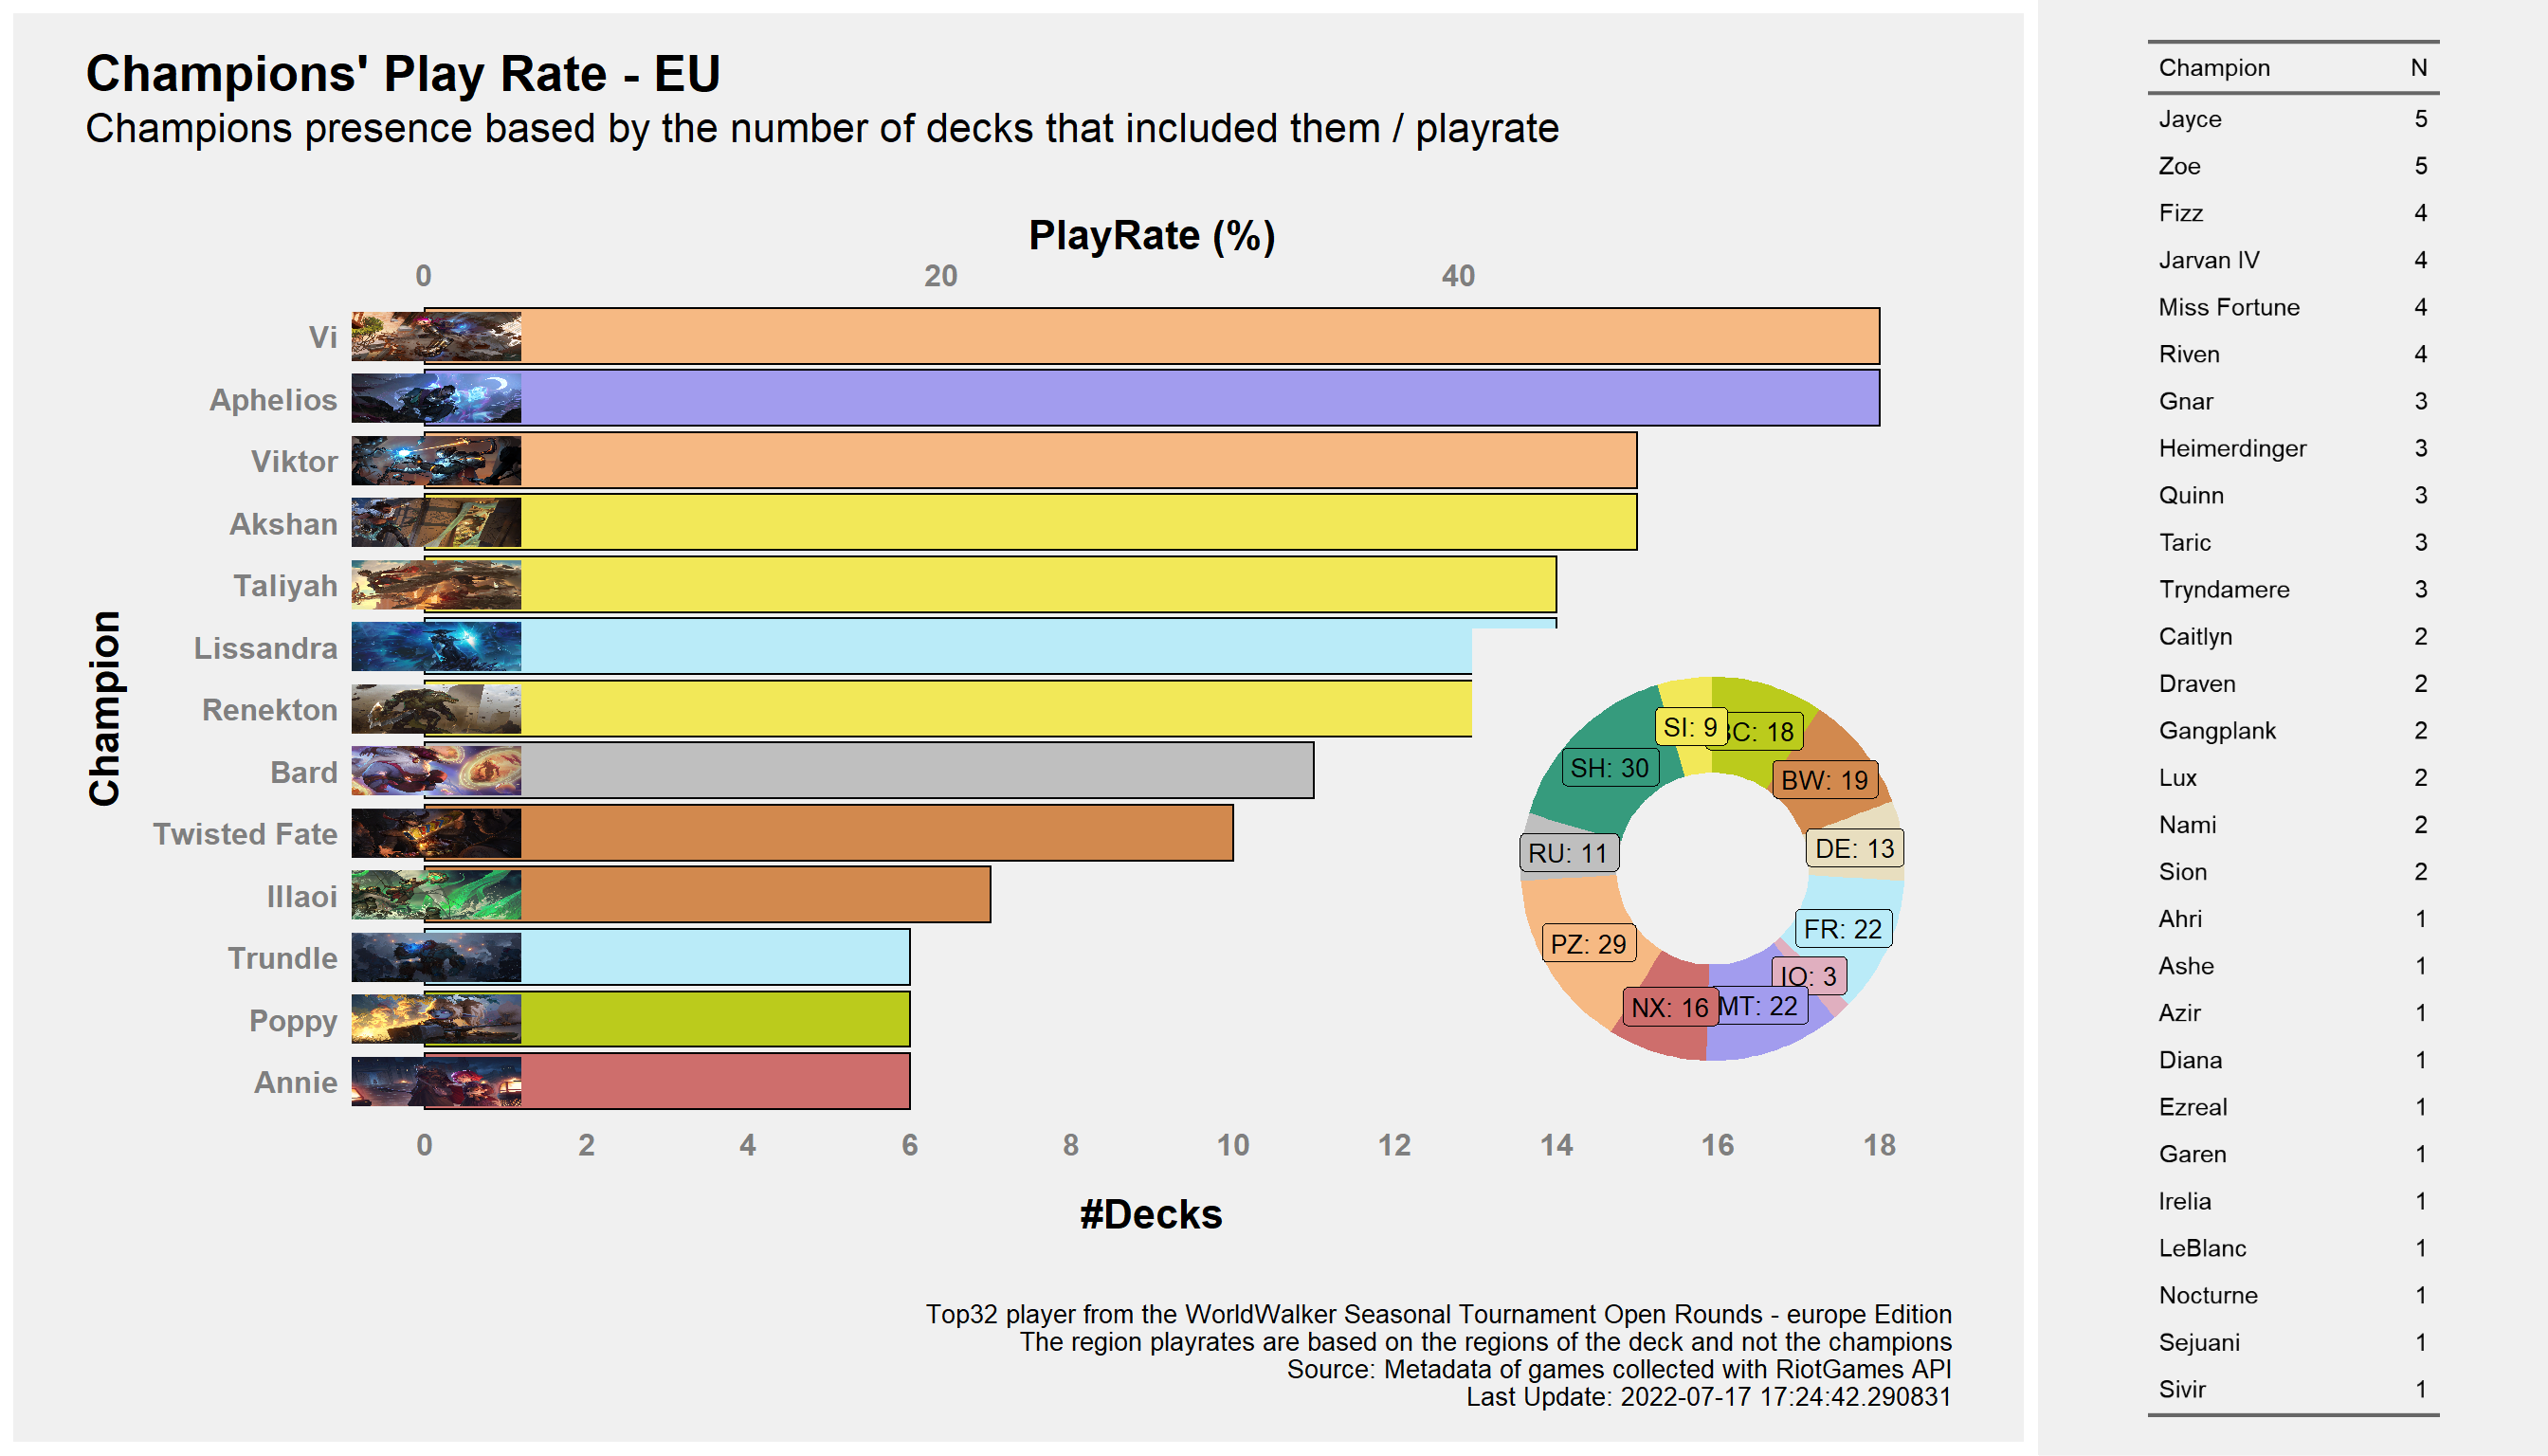 Champions' Play Rate - EU
Champions presence based by the number of decks that included them / playrate
PlayRate (%)
0 20 40
Champion
Vi
Aphelios
Viktor
Akshan
Taliyah
Lissandra
Renekton
Bard
Twisted Fate
Illaoi
Trundle
Poppy
Annie
0 2 4 6 8 10 12 14 16 18
#Decks
SI: 9
C: 18
BW: 19
SH: 30
DE: 13
RU: 11
FR: 22
PZ: 29
IO: 3
MT: 22
NX: 16
Top32 player from the WorldWalker Seasonal Tournament Open Rounds - europe Edition
The region playrates are based on the regions of the deck and not the champions
Source: Metadata of games collected with RiotGames API
Last Update: 2022-07-17 17:24:42.290831
Champion N
Jayce 5
Zoe 5
Fizz 4
Jarvan IV 4
Miss Fortune 4
Riven 4
Gnar 3
Heimerdinger 3
Quinn 3
Taric 3
Tryndamere 3
Caitlyn 2
Draven 2
Gangplank 2
Lux 2
Nami 2
Sion 2
Ahri 1
Ashe 1
Azir 1
Diana 1
Ezreal 1
Garen 1
Irelia 1
LeBlanc 1
Nocturne 1
Sejuani 1
Sivir 1